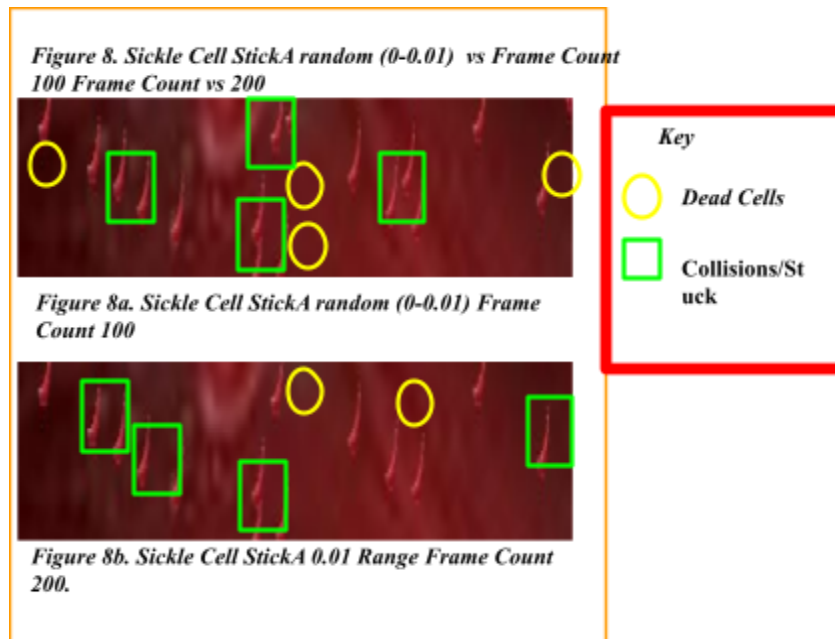 Figure 8. Sickle Cell StickA random (0-0.01)  vs Frame Count
100 Frame Count vs 200
Key
Dead Cells
Collisions/St
uck
Figure 8a. Sickle Cell StickA random (0-0.01) Frame
Count 100
Figure 8b. Sickle Cell StickA 0.01 Range Frame Count
200.